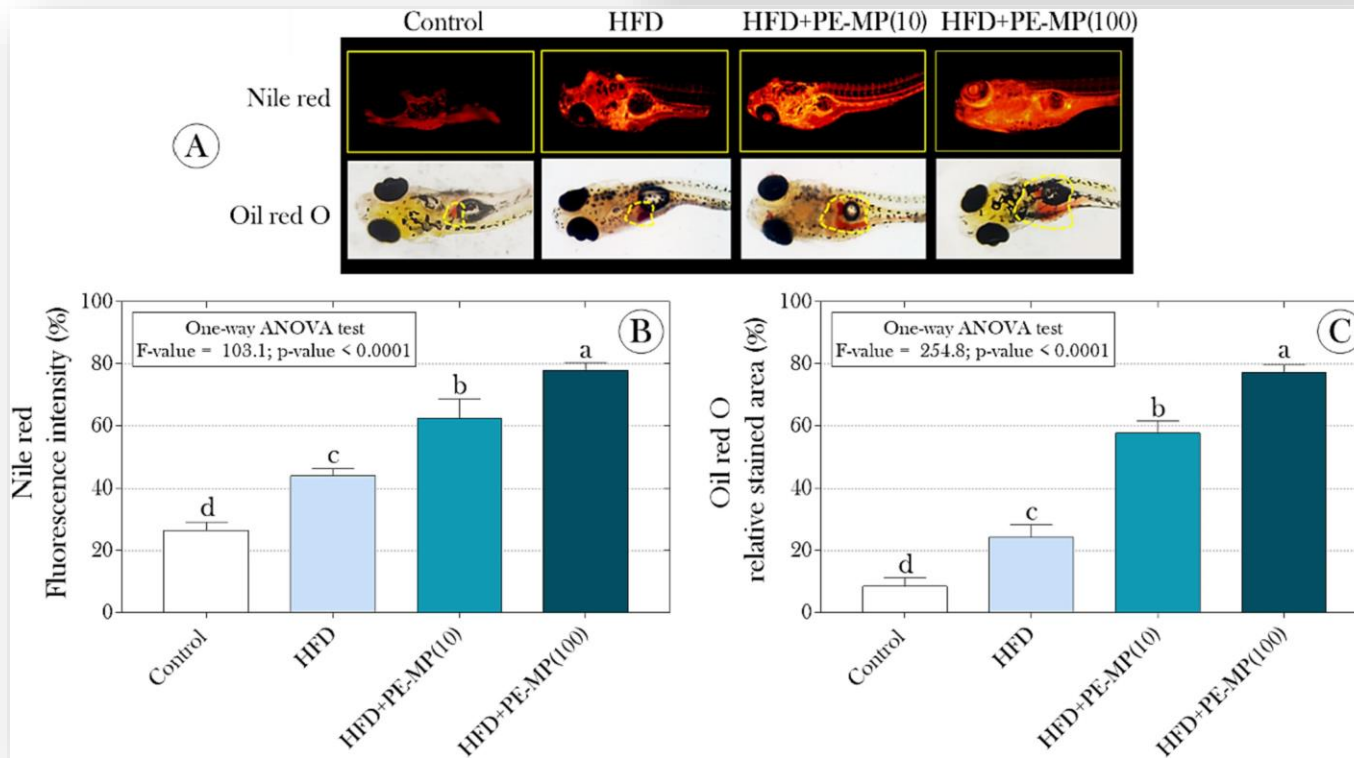 Control HFD HFD+PE-MP(10) HFD+PE-MP(100)
Nile red
A
Oil red O
Nile red
Fluorescence intensity (%)
100
80
60
40
20
0
One-way ANOVA test
F-value = 103.1; p-value < 0.0001
B
d
c
b
a
Control
HFD
HFD+PE-MP(10)
HFD+PE-MP(100)
Oil red O
relative stained area (%)
100
80
60
40
20
0
One-way ANOVA test
F-value = 254.8; p-value < 0.0001
C
d
c
b
a
Control
HFD
HFD+PE-MP(10)
HFD+PE-MP(100)